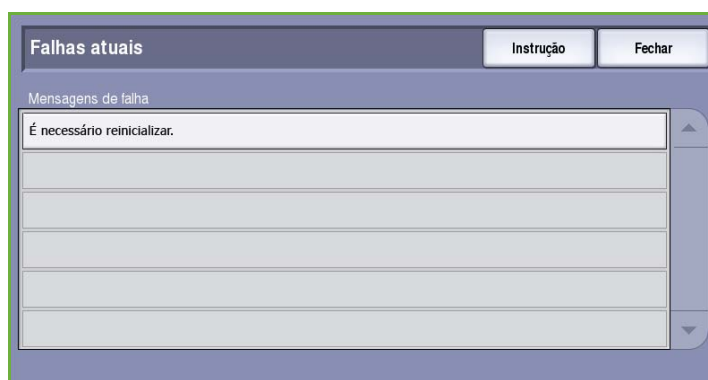 Falhas atuais
Instrução
Fechar
Mensagens de falha
É necessário reinicializar.